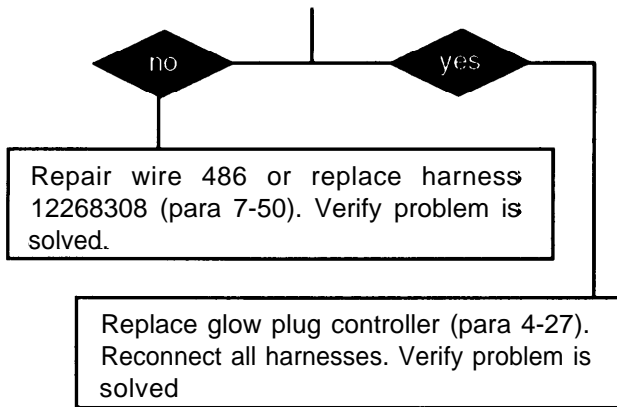 no
yes
Repair wire 486 or replace harness
12268308 (para 7-50). Verify problem is
solved.
Replace glow plug controller (para 4-27).
Reconnect all harnesses. Verify problem is
solved